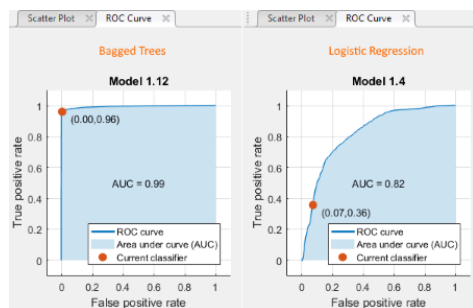 Scatter Plot
ROC Curve
Bagged Trees
Model 1.12
True positive rate
1
0.8
0.6
0.4
0.2
0
(0.00,0.96)
AUC = 0.99
ROC curve
Area under curve (AUC)
Current classifier
0 0.2 0.4 0.6 0.8 1
False positive rate
Scatter Plot
ROC Curve
Logistic Regression
Model 1.4
True positive rate
1
0.8
0.6
0.4
0.2
0
AUC = 0.82
(0.07,0.36)
ROC curve
Area under curve (AUC)
Current classifier
0 0.2 0.4 0.6 0.8 1
False positive rate